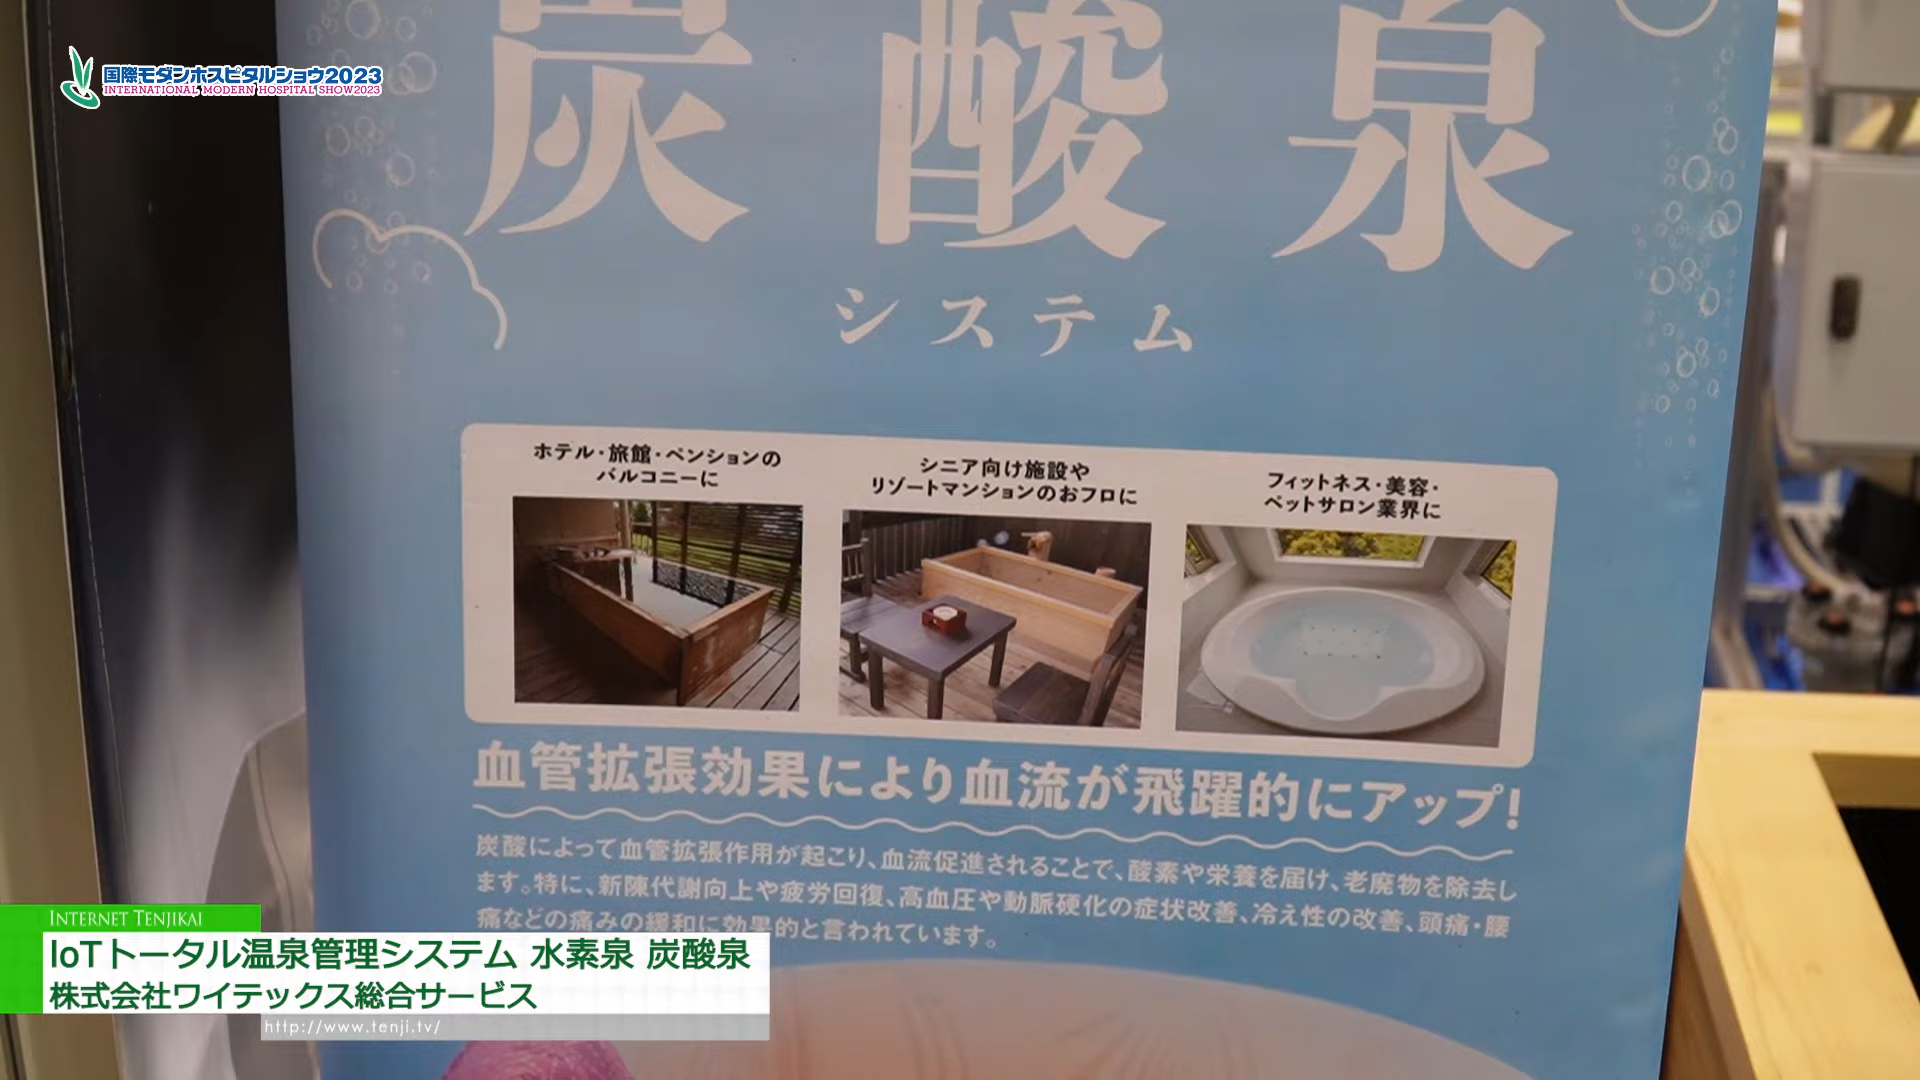 国際モダンホスピタルショウ2023
INTERNATIONAL MODERN HOSPITAL SHOW2023
炭酸泉
システム
ホテル・旅館・ペンションの
バルコニーに
シニア向け施設や
リゾートマンションのおフロに
フィットネス・美容・
ペットサロン業界に
血管拡張効果により血流が飛躍的にアップ!
炭酸によって血管拡張作用が起こり、血流促進されることで、酸素や栄養を届け、老廃物を除去し
ます。特に、新陳代謝向上や疲労回復、高血圧や動脈硬化の症状改善、冷え性の改善、頭痛・腰
痛などの痛みの緩和に効果的と言われています。
INTERNET TENJIKAI
IoTトータル温泉管理システム 水素泉 炭酸泉
株式会社ワイテックス総合サービス
http://www.tenji.tv/